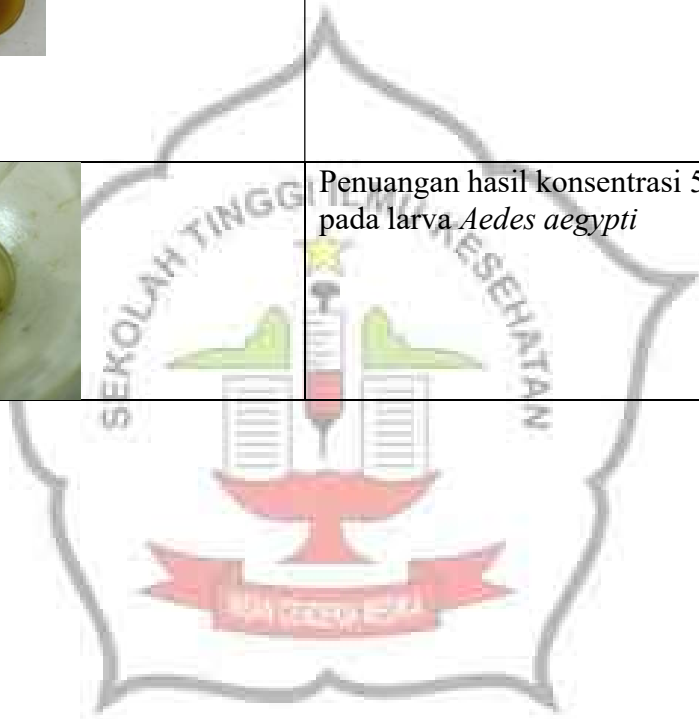 Penuangan hasil konsentrasi 5
pada larva Aedes aegypti
SEKOLAH TINGGI ILMU KESEHATAN